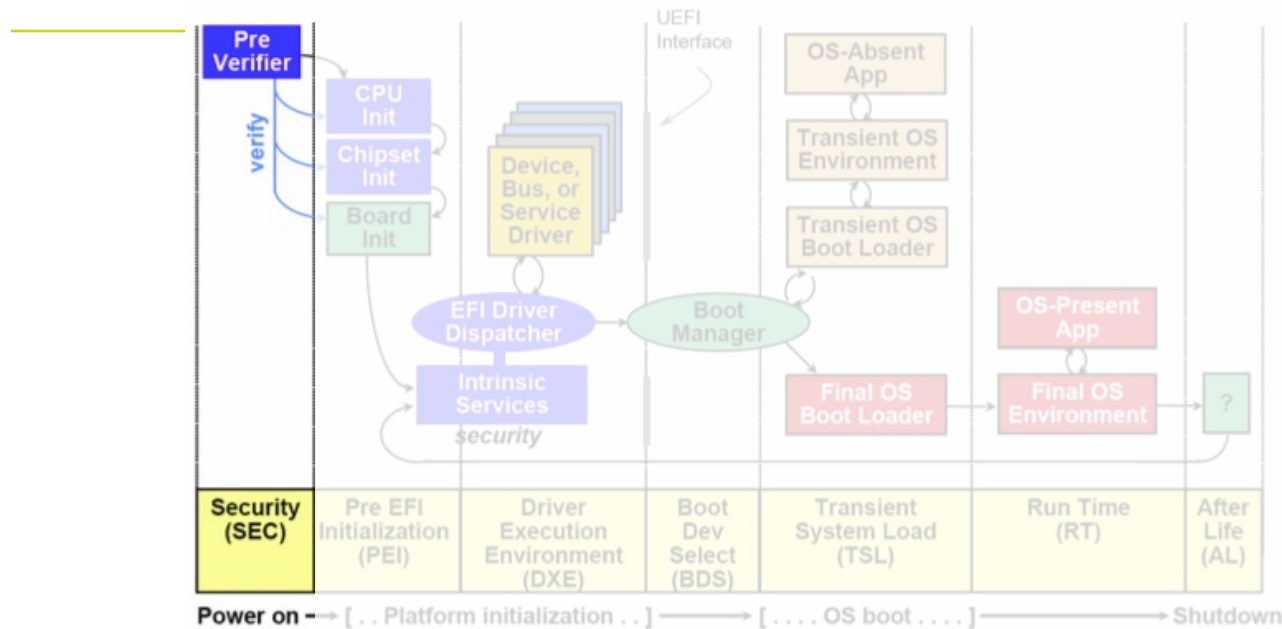 UEFI
Interface
Pre
Verifier
verify
CPU
Init
Chipset
Init
Board
Init
Device,
Bus, or
Service
Driver
EFI Driver
Dispatcher
Intrinsic
Services
security
Boot
Manager
OS-Absent
App
Transient OS
Environment
Transient OS
Boot Loader
Final OS
Boot Loader
OS-Present
App
Final OS
Environment
?
Security
(SEC)
Pre EFI
Initialization
(PEI)
Driver
Execution
Environment
(DXE)
Boot
Dev
Select
(BDS)
Transient
System Load
(TSL)
Run Time
(RT)
After
Life
(AL)
Power on [ . . Platform initialization . . ] [ . . . . OS boot . . . . ] Shutdown